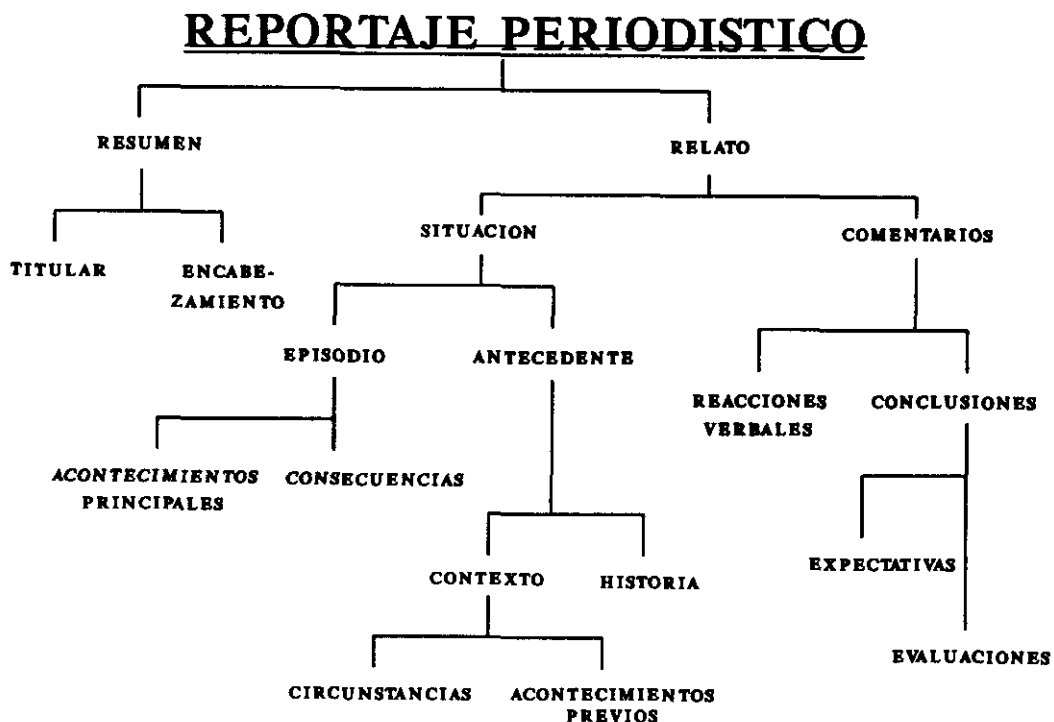 REPORTAJE PERIODISTICO
RESUMEN
RELATO
SITUACION
COMENTARIOS
TITULAR
ENCABE-
ZAMIENTO
EPISODIO
ANTECEDENTE
REACCIONES
VERBALES
CONCLUSIONES
ACONTECIMIENTOS
PRINCIPALES
CONSECUENCIAS
EXPECTATIVAS
CONTEXTO
HISTORIA
EVALUACIONES
CIRCUNSTANCIAS
ACONTECIMIENTOS
PREVIOS